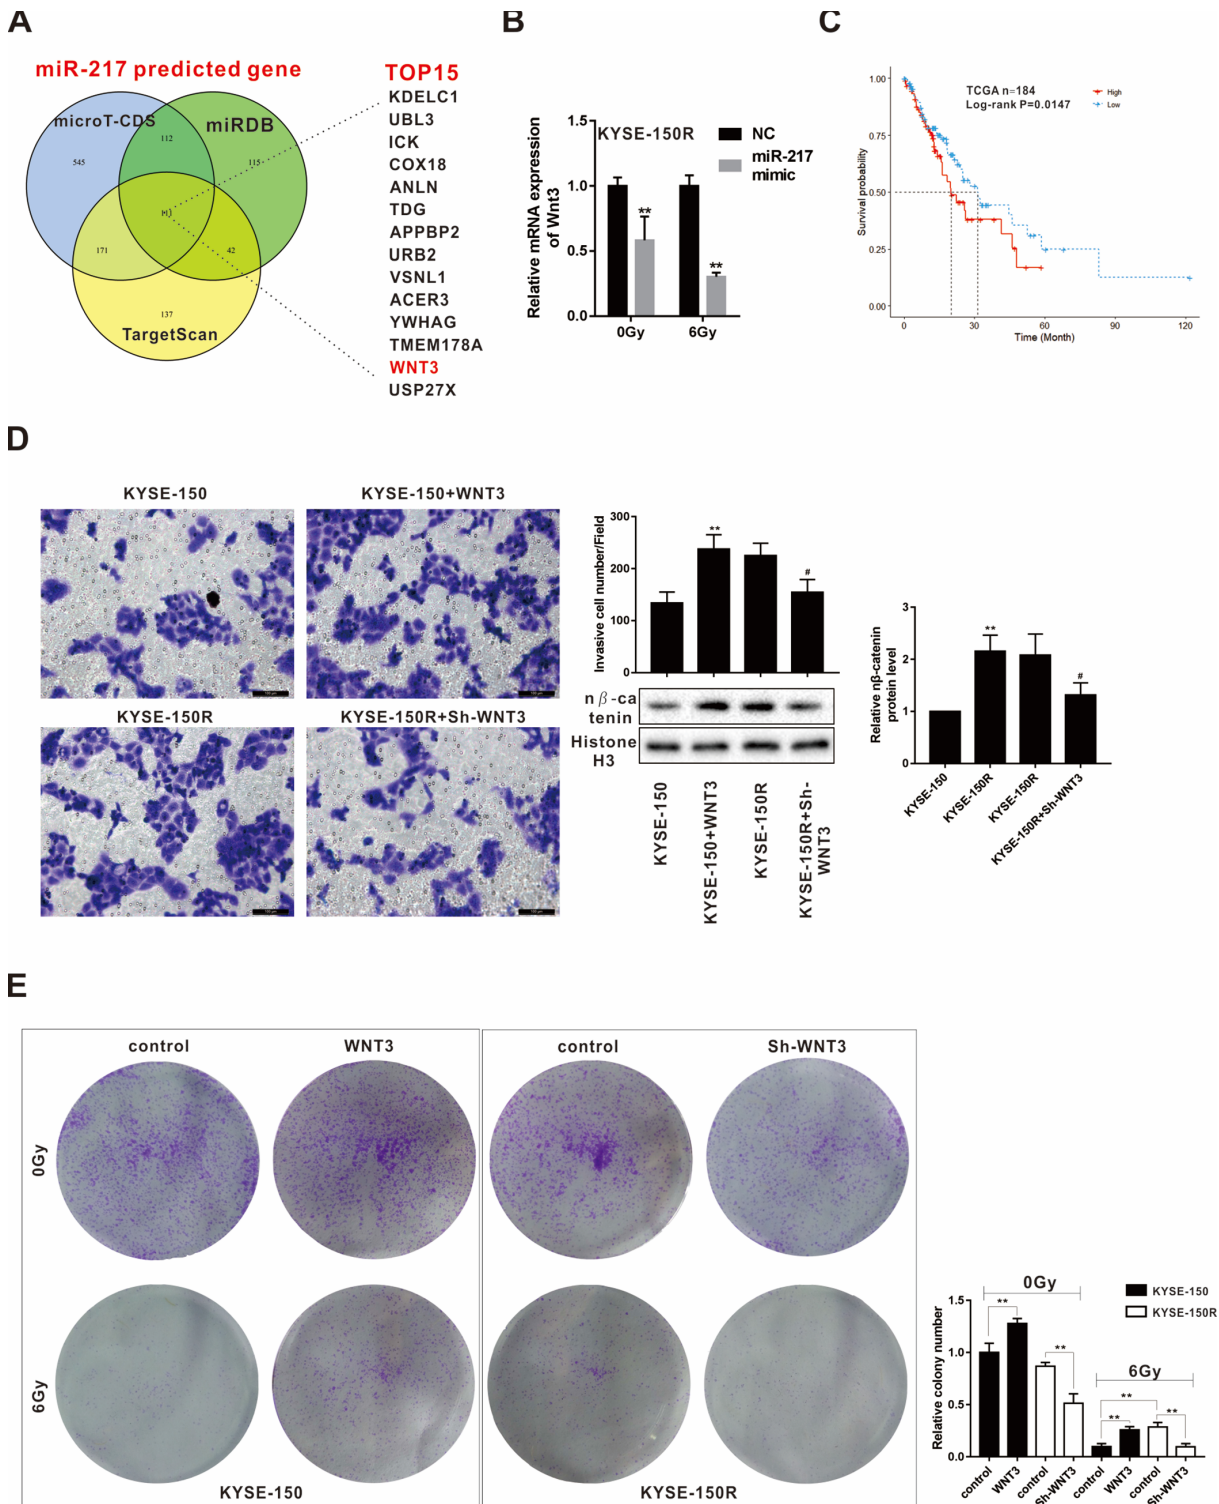 A
miR-217 predicted gene
microT-CDS
miRDB
TargetScan
545
112
115
171
42
137
TOP15
KDELC1
UBL3
ICK
COX18
ANLN
TDG
APPBP2
URB2
VSNL1
ACER3
YWHAG
TMEM178A
WNT3
USP27X
B
KYSE-150R
NC
miR-217
mimic
Relative mRNA expression
of Wnt3
1.5
1.0
0.5
0.0
**
**
0Gy
6Gy
C
TCGA n=184
Log-rank P=0.0147
High
Low
Survival probability
1.00
0.75
0.50
0.25
0.00
0
30
60
90
120
Time (Month)
D
KYSE-150
KYSE-150+WNT3
KYSE-150R
KYSE-150R+Sh-WNT3
Invasive cell number/Field
300
200
100
0
**
#
nβ-ca
tenin
Histone
H3
KYSE-150
KYSE-150+WNT3
KYSE-150R
KYSE-150R+Sh-
WNT3
Relative nβ-catenin
protein level
3
2
1
0
**
#
KYSE-150
KYSE-150R
KYSE-150R
KYSE-150R+Sh-WNT3
E
control
WNT3
control
Sh-WNT3
0Gy
6Gy
KYSE-150
KYSE-150R
0Gy
6Gy
KYSE-150
KYSE-150R
Relative colony number
1.5
1.0
0.5
0.0
**
**
**
**
**
control
WNT3
control
Sh-WNT3
control
WNT3
control
Sh-WNT3